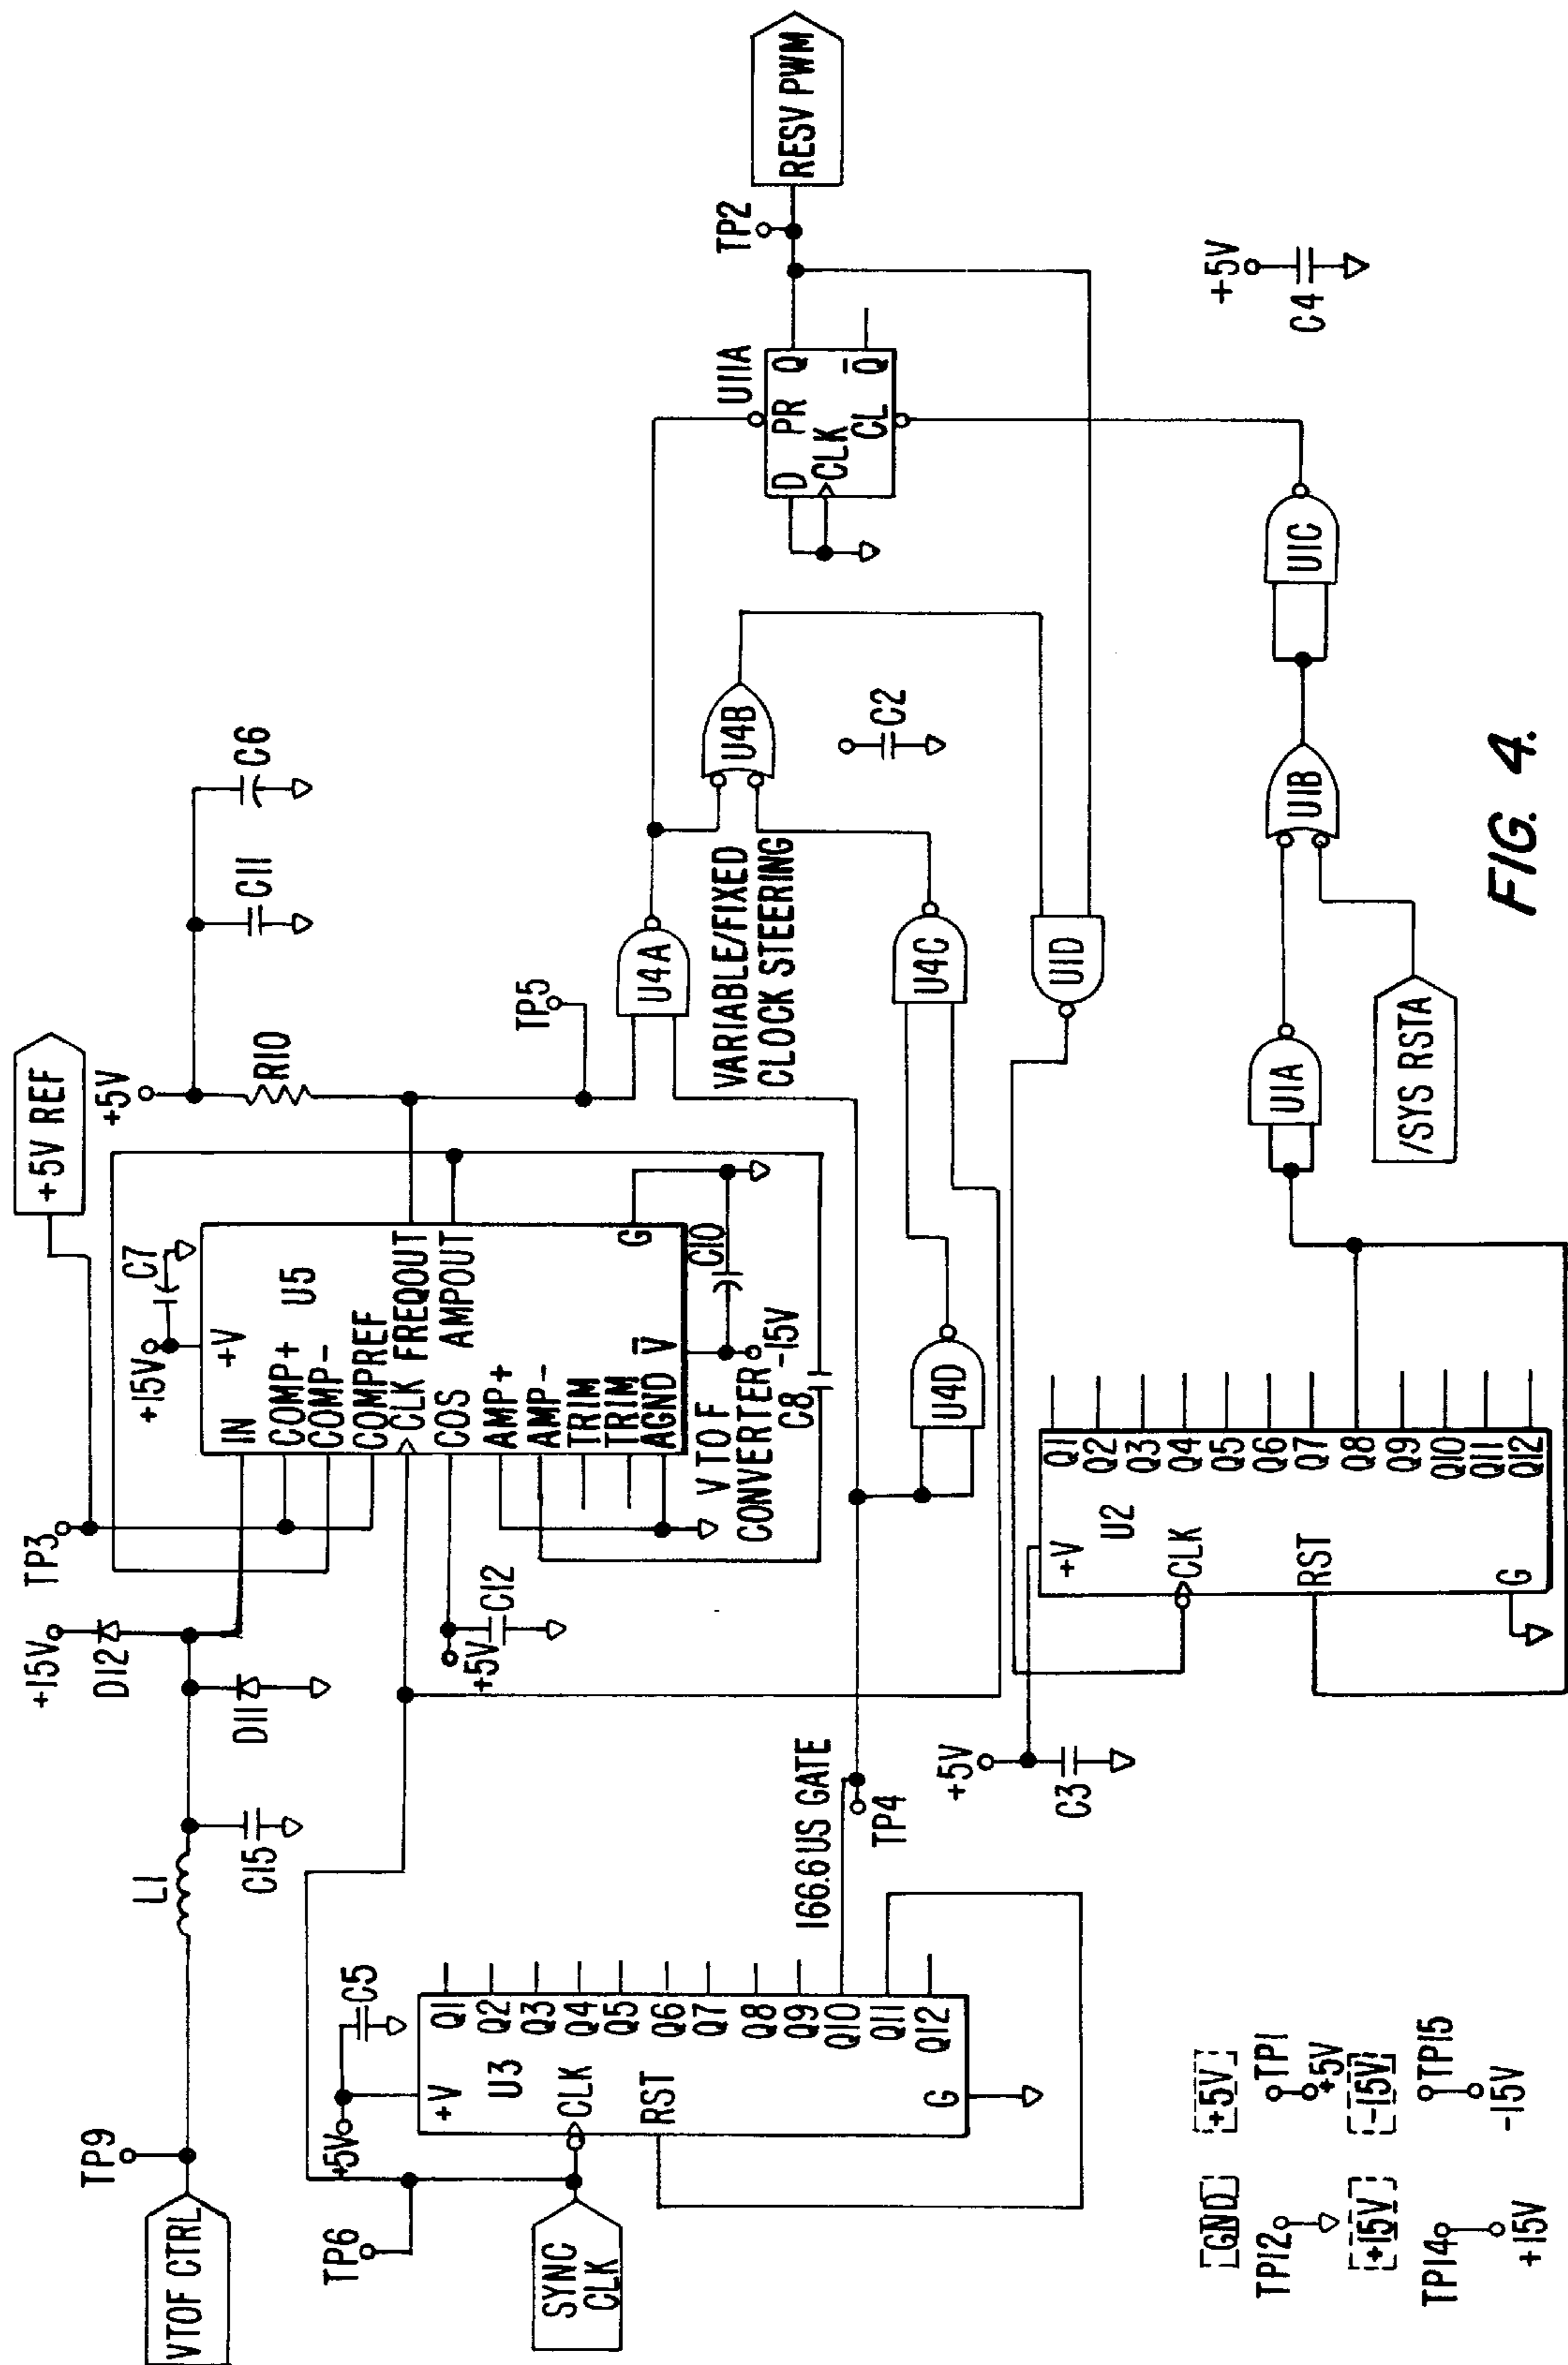 VTOF CTRL
TP9
L1
C15
D11
+15V
D12
TP3
+5V REF
+5V
R10
C11
C6
+15V
C7
U5
+V
IN
COMP+
COMP-
COMPREF
CLK
FREQOUT
COS
AMPOUT
AMP+
AMP-
TRIM
TRIM
AGND
V
G
C10
-15V
V TO F
CONVERTER
C8
+5V
C12
TP5
U4A
VARIABLE/FIXED
CLOCK STEERING
U4B
C2
U4C
U4D
U1D
U11A
PR
D
Q
CLK
Q
CL
TP2
RESV PWM
+5V
C4
TP6
SYNC
CLK
+5V
C5
+V
U3
CLK
RST
G
Q1
Q2
Q3
Q4
Q5
Q6
Q7
Q8
Q9
Q10
Q11
Q12
166.6 US GATE
TP4
+5V
C3
+V
U2
CLK
RST
G
Q1
Q2
Q3
Q4
Q5
Q6
Q7
Q8
Q9
Q10
Q11
Q12
U1A
/SYS RSTA
U1B
U1C
GND
TP12
+5V
TP1
+5V
+15V
TP14
+15V
-15V
TP15
-15V
FIG. 4.